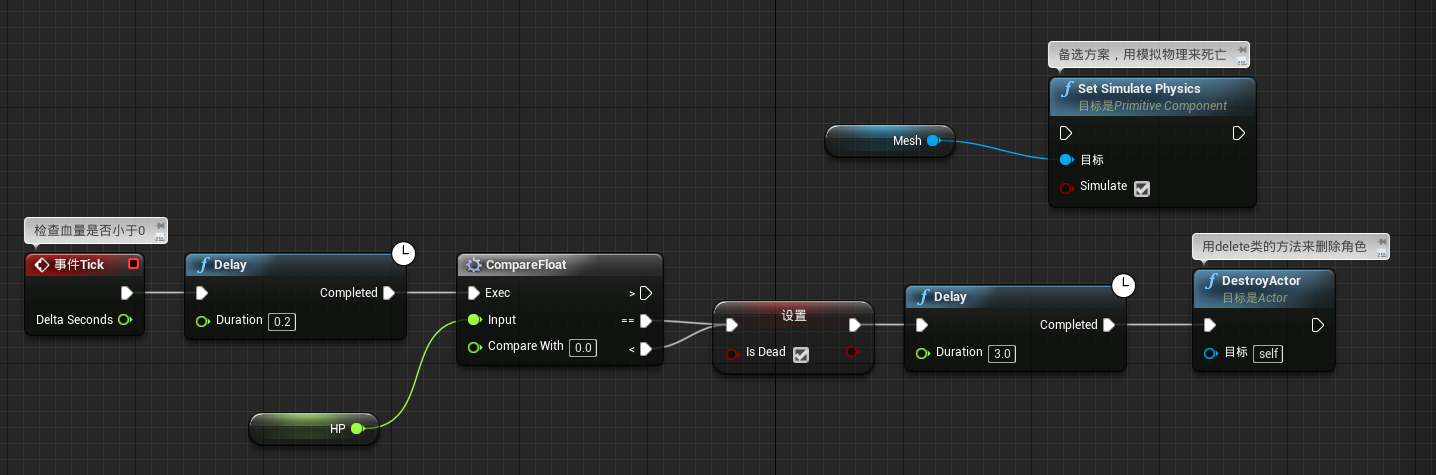 备选方案，用模拟物理来死亡
Set Simulate Physics
目标是Primitive Component
Mesh
目标
Simulate
检查血量是否小于0
事件Tick
Delta Seconds
Delay
Completed
Duration 0.2
CompareFloat
Exec
>
Input
==
Compare With 0.0
<
HP
设置
Is Dead
Delay
Completed
Duration 3.0
用delete类的方法来删除角色
DestroyActor
目标是Actor
目标 self